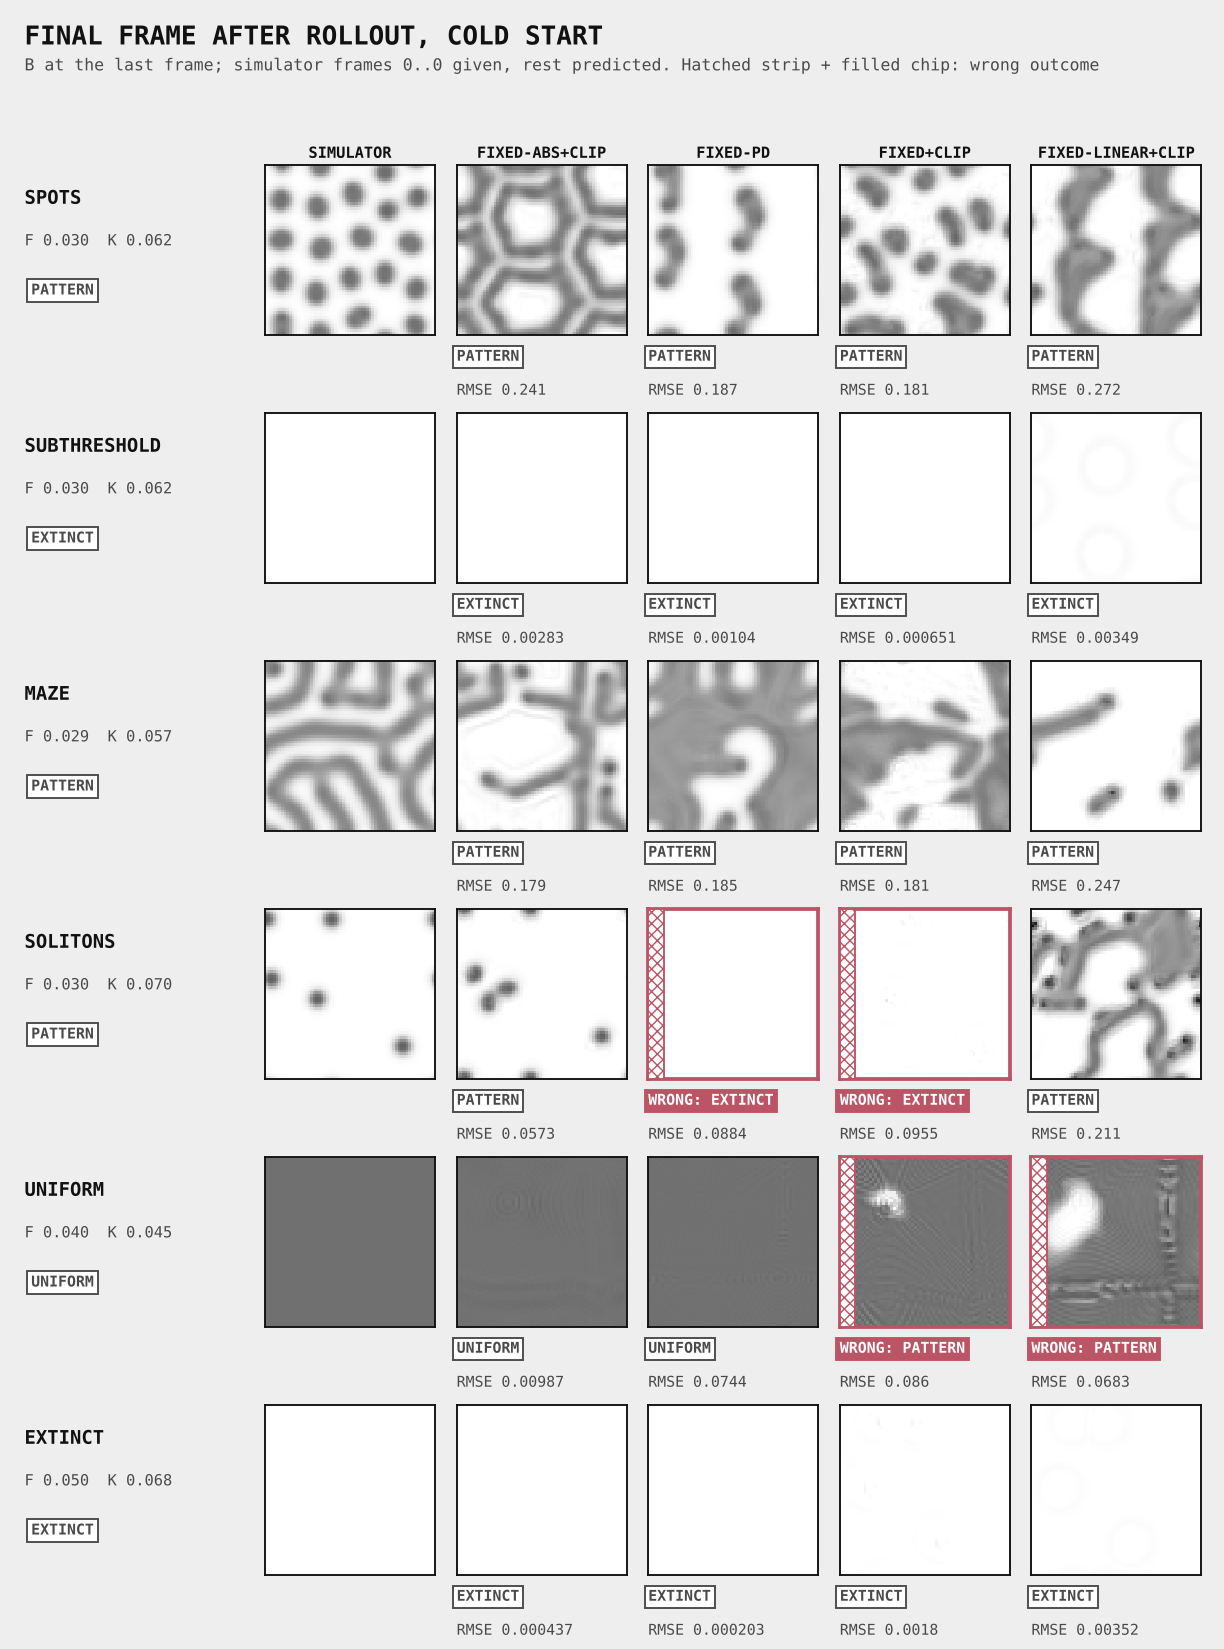 FINAL FRAME AFTER ROLLOUT, COLD START
B at the last frame; simulator frames 0..0 given, rest predicted. Hatched strip + filled chip: wrong outcome
SIMULATOR FIXED-ABS+CLIP FIXED-PD FIXED+CLIP FIXED-LINEAR+CLIP
SPOTS
F 0.030 K 0.062
PATTERN
PATTERN PATTERN PATTERN PATTERN
RMSE 0.241 RMSE 0.187 RMSE 0.181 RMSE 0.272
SUBTHRESHOLD
F 0.030 K 0.062
EXTINCT
EXTINCT EXTINCT EXTINCT EXTINCT
RMSE 0.00283 RMSE 0.00104 RMSE 0.000651 RMSE 0.00349
MAZE
F 0.029 K 0.057
PATTERN
PATTERN PATTERN PATTERN PATTERN
RMSE 0.179 RMSE 0.185 RMSE 0.181 RMSE 0.247
SOLITONS
F 0.030 K 0.070
PATTERN
PATTERN WRONG: EXTINCT WRONG: EXTINCT PATTERN
RMSE 0.0573 RMSE 0.0884 RMSE 0.0955 RMSE 0.211
UNIFORM
F 0.040 K 0.045
UNIFORM
UNIFORM UNIFORM WRONG: PATTERN WRONG: PATTERN
RMSE 0.00987 RMSE 0.0744 RMSE 0.086 RMSE 0.0683
EXTINCT
F 0.050 K 0.068
EXTINCT
EXTINCT EXTINCT EXTINCT EXTINCT
RMSE 0.000437 RMSE 0.000203 RMSE 0.0018 RMSE 0.00352